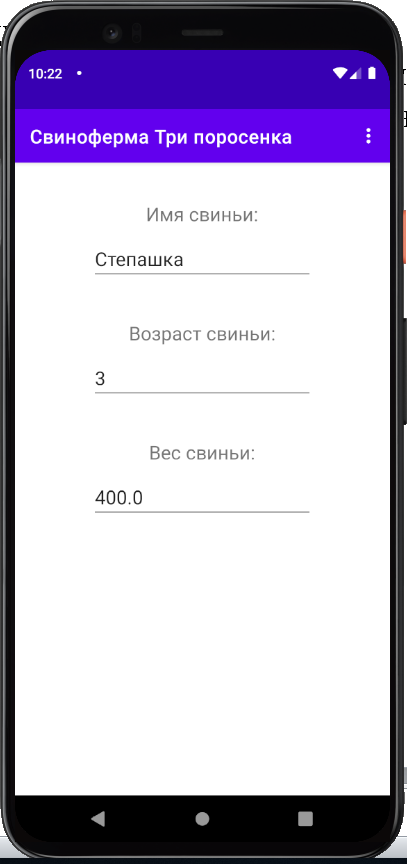 10:22
Свиноферма Три поросенка
Имя свиньи:
Степашка
Возраст свиньи:
3
Вес свиньи:
400.0